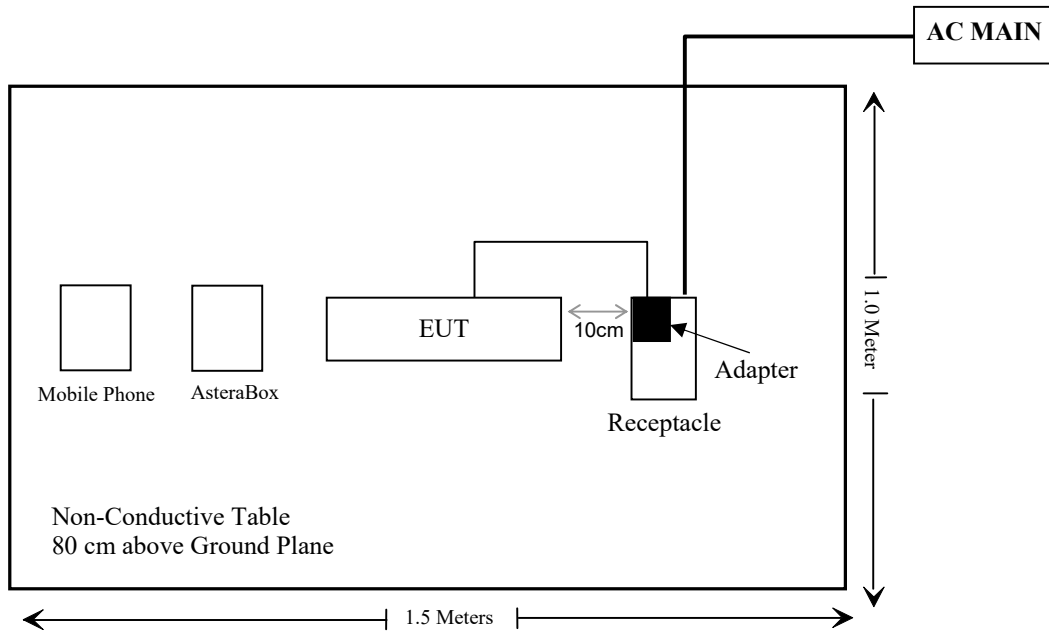 AC MAIN
EUT
10cm
Adapter
Receptacle
Mobile Phone
AsteraBox
1.0 Meter
Non-Conductive Table
80 cm above Ground Plane
1.5 Meters